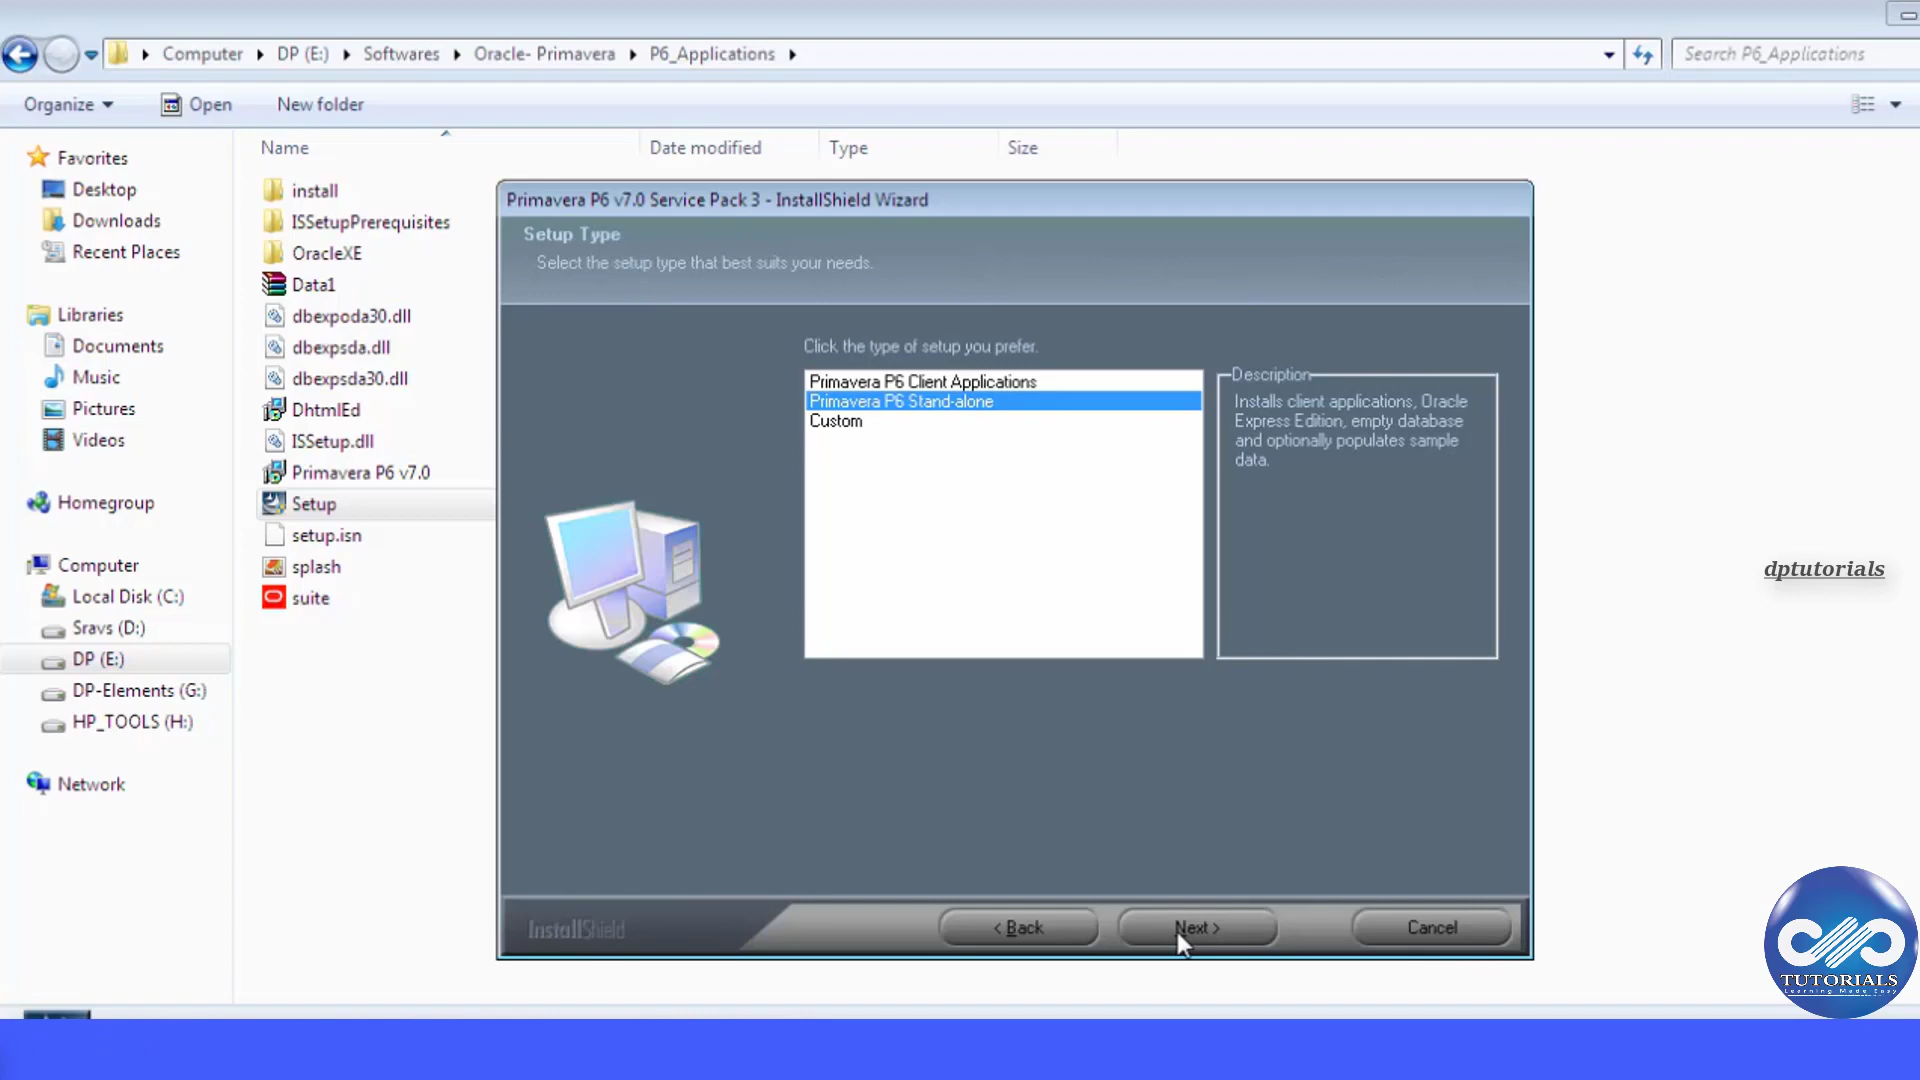 Computer DP (E:) Softwares Oracle- Primavera P6_Applications
Search P6_Applications
Organize Open New folder
Name Date modified Type Size
Favorites
Desktop
Downloads
Recent Places
Libraries
Documents
Music
Pictures
Videos
Homegroup
Computer
Local Disk (C:)
Sravs (D:)
DP (E:)
DP-Elements (G:)
HP_TOOLS (H:)
Network
install
ISSetupPrerequisites
OracleXE
Data1
dbexpoda30.dll
dbexpsda.dll
dbexpsda30.dll
DhtmlEd
ISSetup.dll
Primavera P6 v7.0
Setup
setup.isn
splash
suite
Primavera P6 v7.0 Service Pack 3 - InstallShield Wizard
Setup Type
Select the setup type that best suits your needs.
Click the type of setup you prefer.
Primavera P6 Client Applications
Primavera P6 Stand-alone
Custom
Description
Installs client applications, Oracle
Express Edition, empty database
and optionally populates sample
data.
InstallShield
< Back
Next >
Cancel
dptutorials
TUTORIALS
Learning Made Easy